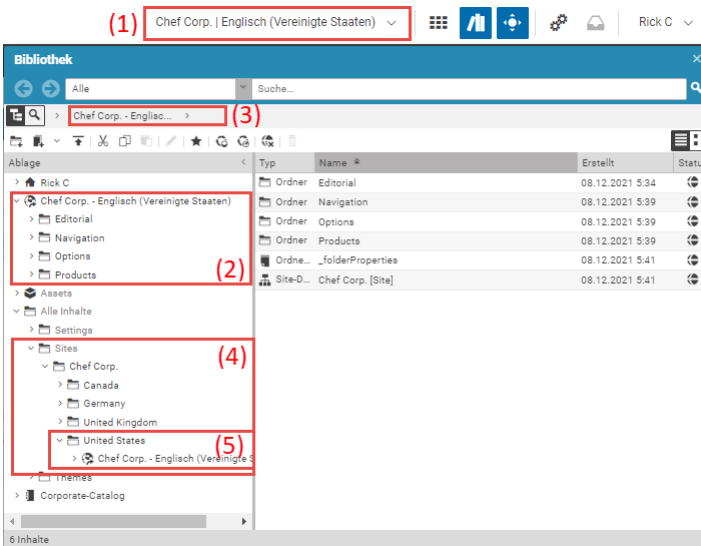 (1) Chef Corp. | Englisch (Vereinigte Staaten) Rick C
Bibliothek
Alle Suche...
Chef Corp. - Englisc... (3)
Ablage Typ Name Erstellt Statu
Rick C Ordner Editorial 08.12.2021 5:34
Chef Corp. - Englisch (Vereinigte Staaten) Ordner Navigation 08.12.2021 5:39
Editorial Ordner Options 08.12.2021 5:39
Navigation Ordner Products 08.12.2021 5:39
Options Ordne... _folderProperties 08.12.2021 5:41
Products (2) Site-D... Chef Corp. [Site] 08.12.2021 5:41
Assets
Alle Inhalte
Settings
Sites (4)
Chef Corp.
Canada
Germany
United Kingdom
United States (5)
Chef Corp. - Englisch (Vereinigte S
Themes
Corporate-Catalog
6 Inhalte